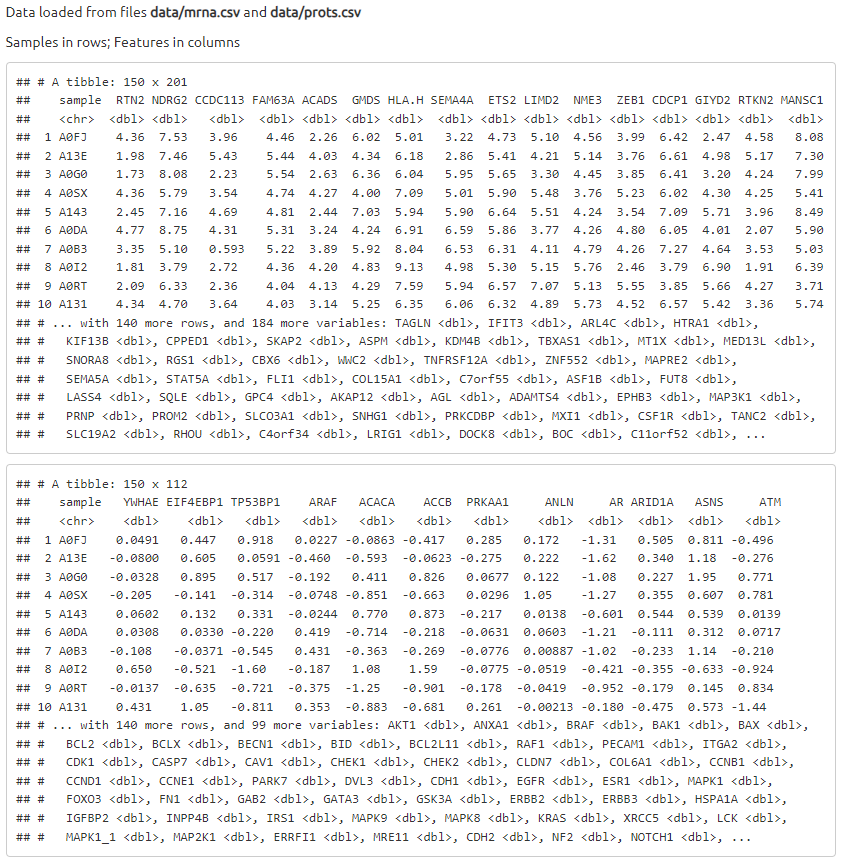 Data loaded from files data/mrna.csv and data/prots.csv
Samples in rows; Features in columns
## # A tibble: 150 x 201
##    sample  RTN2 NDRG2 CCDC113 FAM63A ACADS  GMDS HLA.H SEMA4A  ETS2 LIMD2  NME3  ZEB1 CDCP1 GIYD2 RTKN2 MANSC1
##    <chr>  <dbl> <dbl>   <dbl>  <dbl> <dbl> <dbl> <dbl>  <dbl> <dbl> <dbl> <dbl> <dbl> <dbl> <dbl> <dbl>  <dbl>
##  1 A0FJ    4.36  7.53   3.96    4.46  2.26  6.02  5.01   3.22  4.73  5.10  4.56  3.99  6.42  2.47  4.58   8.08
##  2 A13E    1.98  7.46   5.43    5.44  4.03  4.34  6.18   2.86  5.41  4.21  5.14  3.76  6.61  4.98  5.17   7.30
##  3 A0G0    1.73  8.08   2.23    5.54  2.63  6.36  6.04   5.95  5.65  3.30  4.45  3.85  6.41  3.20  4.24   7.99
##  4 A0SX    4.36  5.79   3.54    4.74  4.27  4.00  7.09   5.01  5.90  5.48  3.76  5.23  6.02  4.30  4.25   5.41
##  5 A143    2.45  7.16   4.69    4.81  2.44  7.03  5.94   5.90  6.64  5.51  4.24  3.54  7.09  5.71  3.96   8.49
##  6 A0DA    4.77  8.75   4.31    5.31  3.24  4.24  6.91   6.59  5.86  3.77  4.26  4.80  6.05  4.01  2.07   5.90
##  7 A0B3    3.35  5.10   0.593   5.22  3.89  5.92  8.04   6.53  6.31  4.11  4.79  4.26  7.27  4.64  3.53   5.03
##  8 A0I2    1.81  3.79   2.72    4.36  4.20  4.83  9.13   4.98  5.30  5.15  5.76  2.46  3.79  6.90  1.91   6.39
##  9 A0RT    2.09  6.33   2.36    4.04  4.13  4.29  7.59   5.94  6.57  7.07  5.13  5.55  3.85  5.66  4.27   3.71
## 10 A131    4.34  4.70   3.64    4.03  3.14  5.25  6.35   6.06  6.32  4.89  5.73  4.52  6.57  5.42  3.36   5.74
## # ... with 140 more rows, and 184 more variables: TAGLN <dbl>, IFIT3 <dbl>, ARL4C <dbl>, HTRA1 <dbl>,
## #   KIF13B <dbl>, CPPED1 <dbl>, SKAP2 <dbl>, ASPM <dbl>, KDM4B <dbl>, TBXAS1 <dbl>, MT1X <dbl>, MED13L <dbl>,
## #   SNORA8 <dbl>, RGS1 <dbl>, CBX6 <dbl>, WWC2 <dbl>, TNFRSF12A <dbl>, ZNF552 <dbl>, MAPRE2 <dbl>,
## #   SEMA5A <dbl>, STAT5A <dbl>, FLI1 <dbl>, COL15A1 <dbl>, C7orf55 <dbl>, ASF1B <dbl>, FUT8 <dbl>,
## #   LASS4 <dbl>, SQLE <dbl>, GPC4 <dbl>, AKAP12 <dbl>, AGL <dbl>, ADAMTS4 <dbl>, EPHB3 <dbl>, MAP3K1 <dbl>,
## #   PRNP <dbl>, PROM2 <dbl>, SLCO3A1 <dbl>, SNHG1 <dbl>, PRKCDBP <dbl>, MXI1 <dbl>, CSF1R <dbl>, TANC2 <dbl>,
## #   SLC19A2 <dbl>, RHOU <dbl>, C4orf34 <dbl>, LRIG1 <dbl>, DOCK8 <dbl>, BOC <dbl>, C11orf52 <dbl>, ...
## # A tibble: 150 x 112
##    sample   YWHAE EIF4EBP1 TP53BP1    ARAF   ACACA    ACCB  PRKAA1     ANLN     AR ARID1A   ASNS     ATM
##    <chr>    <dbl>    <dbl>   <dbl>   <dbl>   <dbl>   <dbl>   <dbl>    <dbl>  <dbl>  <dbl>  <dbl>   <dbl>
##  1 A0FJ    0.0491   0.447   0.918   0.0227 -0.0863 -0.417   0.285   0.172   -1.31   0.505  0.811 -0.496
##  2 A13E   -0.0800   0.605   0.0591 -0.460  -0.593  -0.0623 -0.275   0.222   -1.62   0.340  1.18  -0.276
##  3 A0G0   -0.0328   0.895   0.517  -0.192   0.411   0.826   0.0677  0.122   -1.08   0.227  1.95   0.771
##  4 A0SX   -0.205   -0.141  -0.314  -0.0748 -0.851  -0.663   0.0296  1.05    -1.27   0.355  0.607  0.781
##  5 A143    0.0602   0.132   0.331  -0.0244  0.770   0.873  -0.217   0.0138  -0.601  0.544  0.539  0.0139
##  6 A0DA    0.0308   0.0330 -0.220   0.419  -0.714  -0.218  -0.0631  0.0603  -1.21  -0.111  0.312  0.0717
##  7 A0B3   -0.108   -0.0371 -0.545   0.431  -0.363  -0.269  -0.0776  0.00887 -1.02  -0.233  1.14  -0.210
##  8 A0I2    0.650   -0.521  -1.60   -0.187   1.08    1.59   -0.0775 -0.0519  -0.421 -0.355 -0.633 -0.924
##  9 A0RT   -0.0137  -0.635  -0.721  -0.375  -1.25   -0.901  -0.178  -0.0419  -0.952 -0.179  0.145  0.834
## 10 A131    0.431    1.05   -0.811   0.353  -0.883  -0.681   0.261  -0.00213 -0.180 -0.475  0.573 -1.44
## # ... with 140 more rows, and 99 more variables: AKT1 <dbl>, ANXA1 <dbl>, BRAF <dbl>, BAK1 <dbl>, BAX <dbl>,
## #   BCL2 <dbl>, BCLX <dbl>, BECN1 <dbl>, BID <dbl>, BCL2L11 <dbl>, RAF1 <dbl>, PECAM1 <dbl>, ITGA2 <dbl>,
## #   CDK1 <dbl>, CASP7 <dbl>, CAV1 <dbl>, CHEK1 <dbl>, CHEK2 <dbl>, CLDN7 <dbl>, COL6A1 <dbl>, CCNB1 <dbl>,
## #   CCND1 <dbl>, CCNE1 <dbl>, PARK7 <dbl>, DVL3 <dbl>, CDH1 <dbl>, EGFR <dbl>, ESR1 <dbl>, MAPK1 <dbl>,
## #   FOXO3 <dbl>, FN1 <dbl>, GAB2 <dbl>, GATA3 <dbl>, GSK3A <dbl>, ERBB2 <dbl>, ERBB3 <dbl>, HSPA1A <dbl>,
## #   IGFBP2 <dbl>, INPP4B <dbl>, IRS1 <dbl>, MAPK9 <dbl>, MAPK8 <dbl>, KRAS <dbl>, XRCC5 <dbl>, LCK <dbl>,
## #   MAPK1_1 <dbl>, MAP2K1 <dbl>, ERRFI1 <dbl>, MRE11 <dbl>, CDH2 <dbl>, NF2 <dbl>, NOTCH1 <dbl>, ...